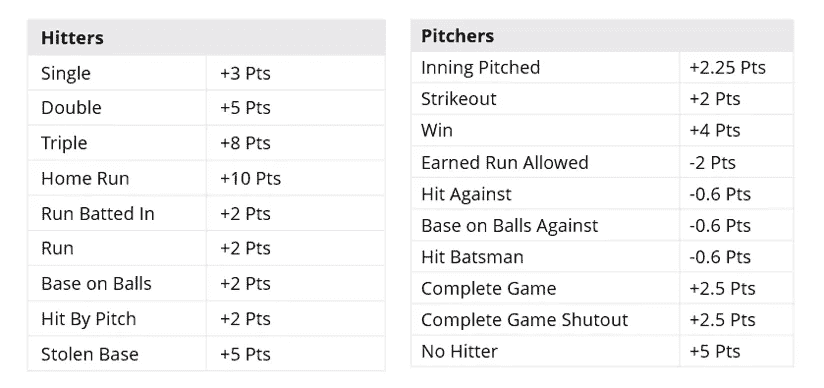 Hitters
Single +3 Pts
Double +5 Pts
Triple +8 Pts
Home Run +10 Pts
Run Batted In +2 Pts
Run +2 Pts
Base on Balls +2 Pts
Hit By Pitch +2 Pts
Stolen Base +5 Pts
Pitchers
Inning Pitched +2.25 Pts
Strikeout +2 Pts
Win +4 Pts
Earned Run Allowed -2 Pts
Hit Against -0.6 Pts
Base on Balls Against -0.6 Pts
Hit Batsman -0.6 Pts
Complete Game +2.5 Pts
Complete Game Shutout +2.5 Pts
No Hitter +5 Pts